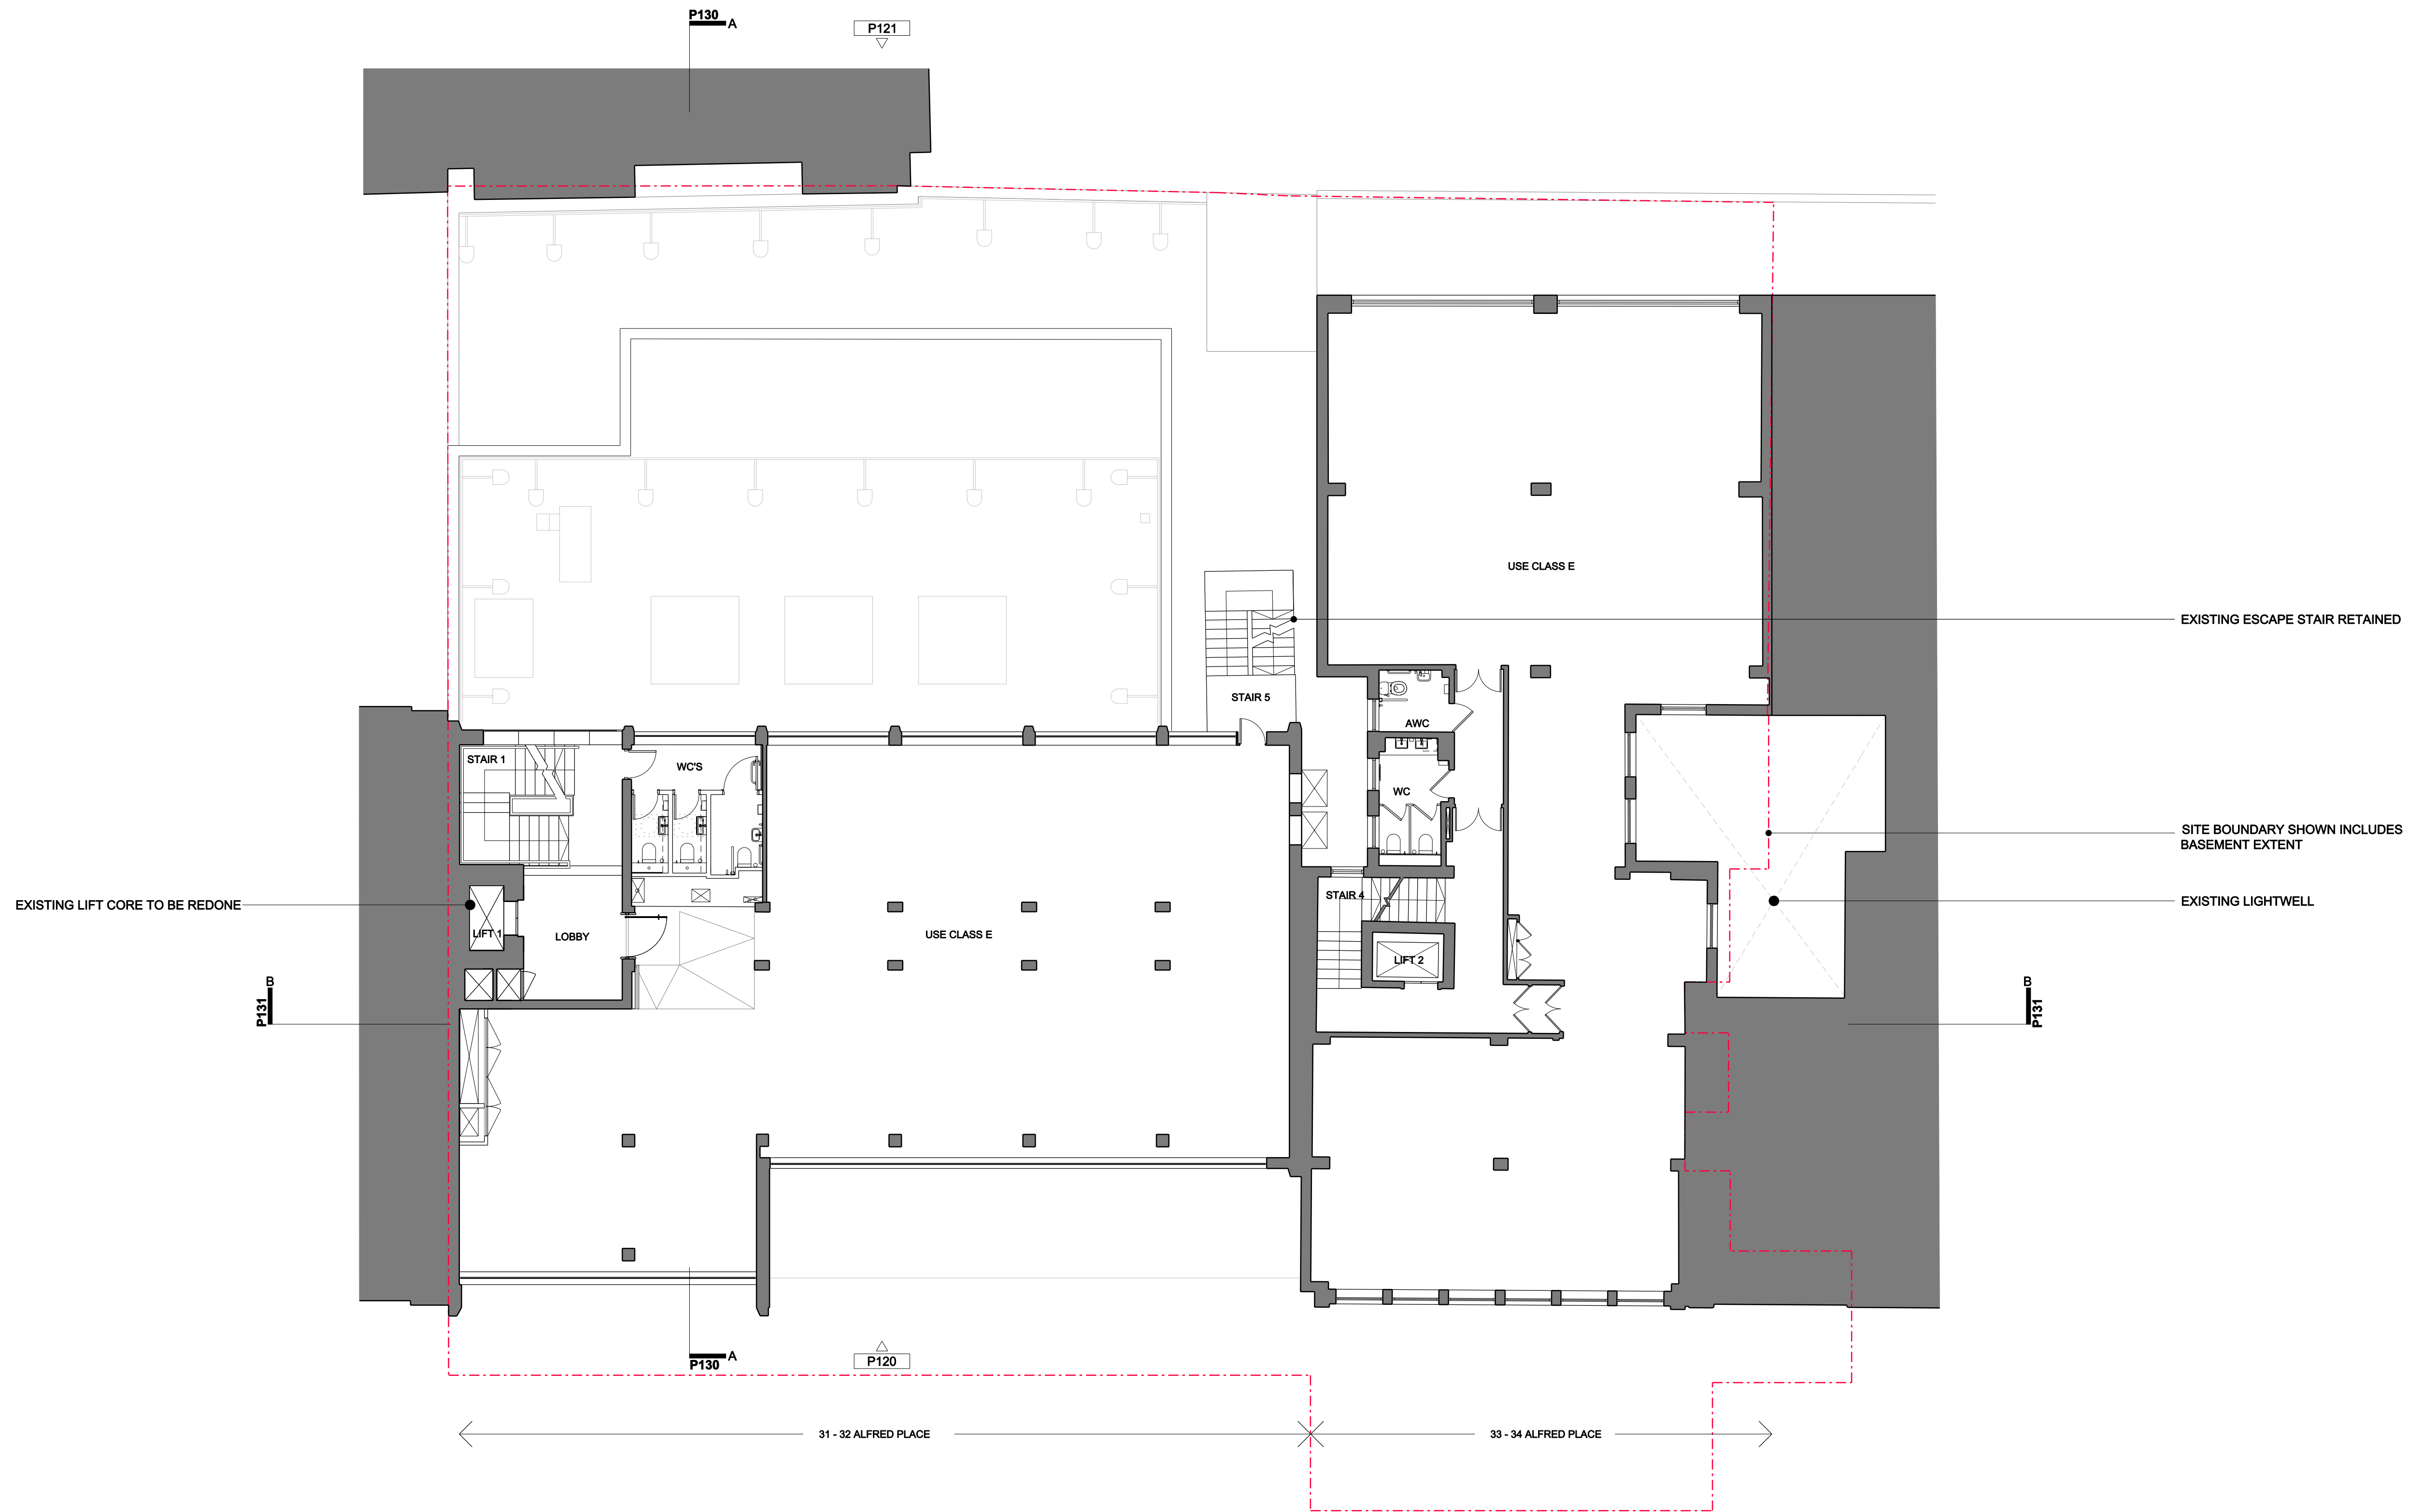 P130
A
P121
USE CLASS E
EXISTING ESCAPE STAIR RETAINED
STAIR 5
AWC
STAIR 1
WC'S
WC
SITE BOUNDARY SHOWN INCLUDES
BASEMENT EXTENT
STAIR 4
EXISTING LIFT CORE TO BE REDONE
EXISTING LIGHTWELL
LIFT 1
LOBBY
USE CLASS E
LIFT 2
B
P131
B
P131
A
P130
P120
31 - 32 ALFRED PLACE
33 - 34 ALFRED PLACE